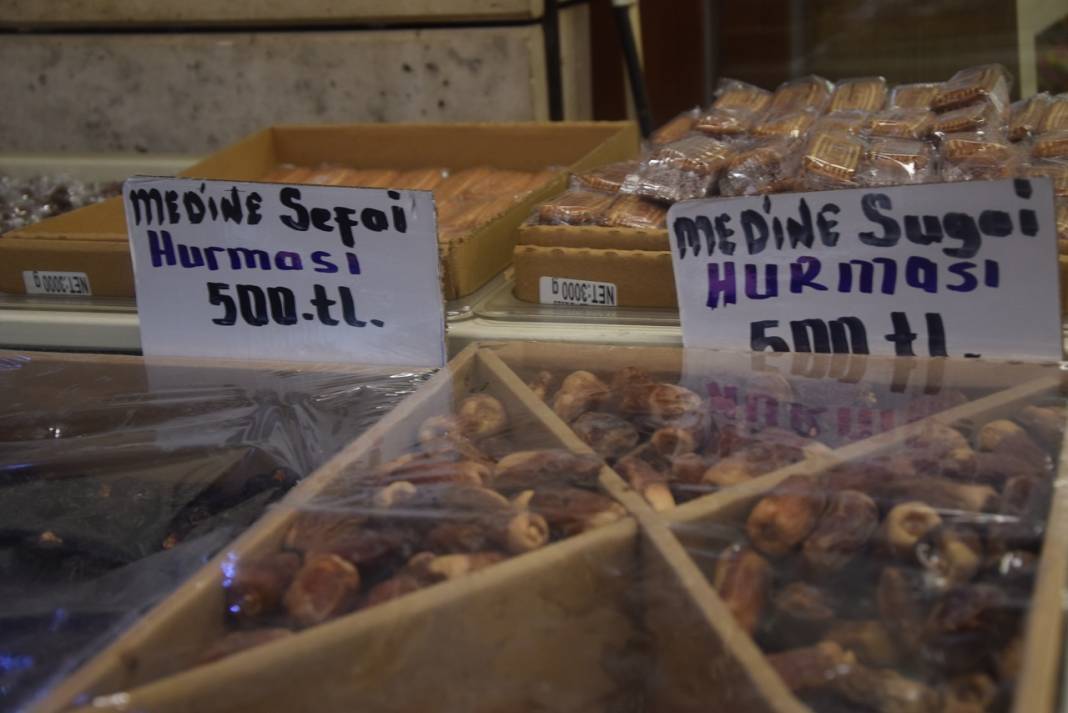 MEDİNE Sefai
Hurması
500.tl.
NET:3000 g
MEDİNE Sugai
HURMASI
500 tl.
NET:3000 g